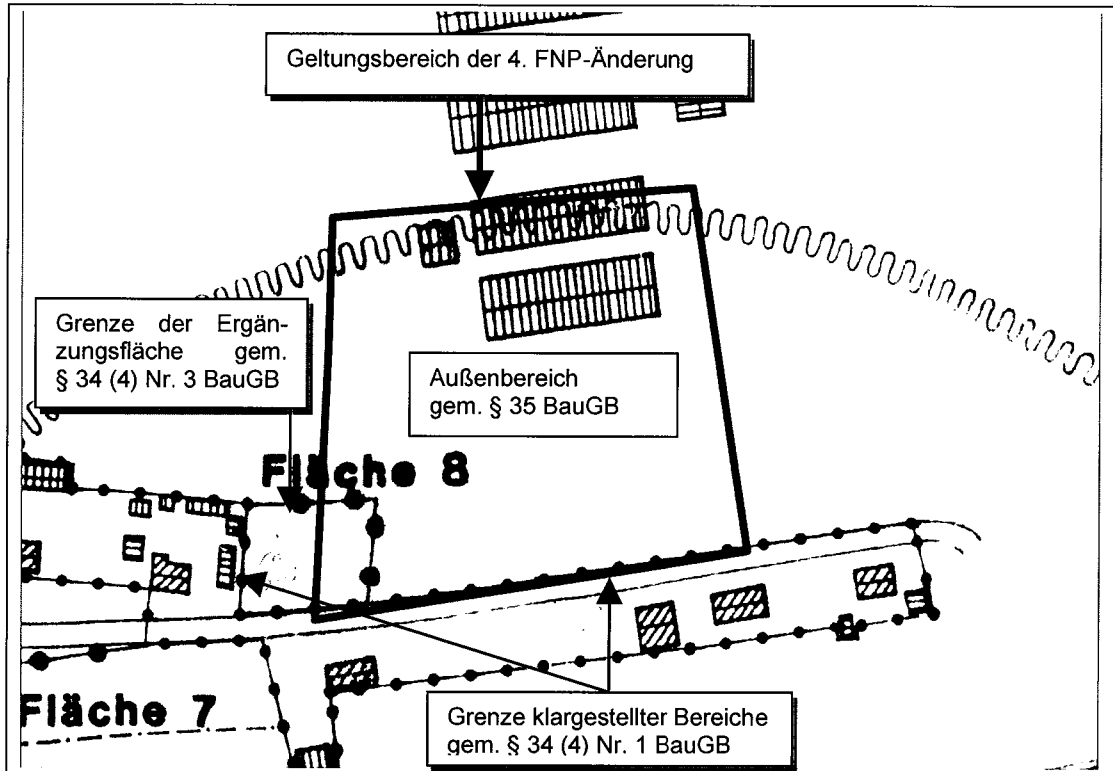 Geltungsbereich der 4. FNP-Änderung
Grenze der Ergän-
zungsfläche gem.
§ 34 (4) Nr. 3 BauGB
Außenbereich
gem. § 35 BauGB
Fläche 8
Fläche 7
Grenze klargestellter Bereiche
gem. § 34 (4) Nr. 1 BauGB